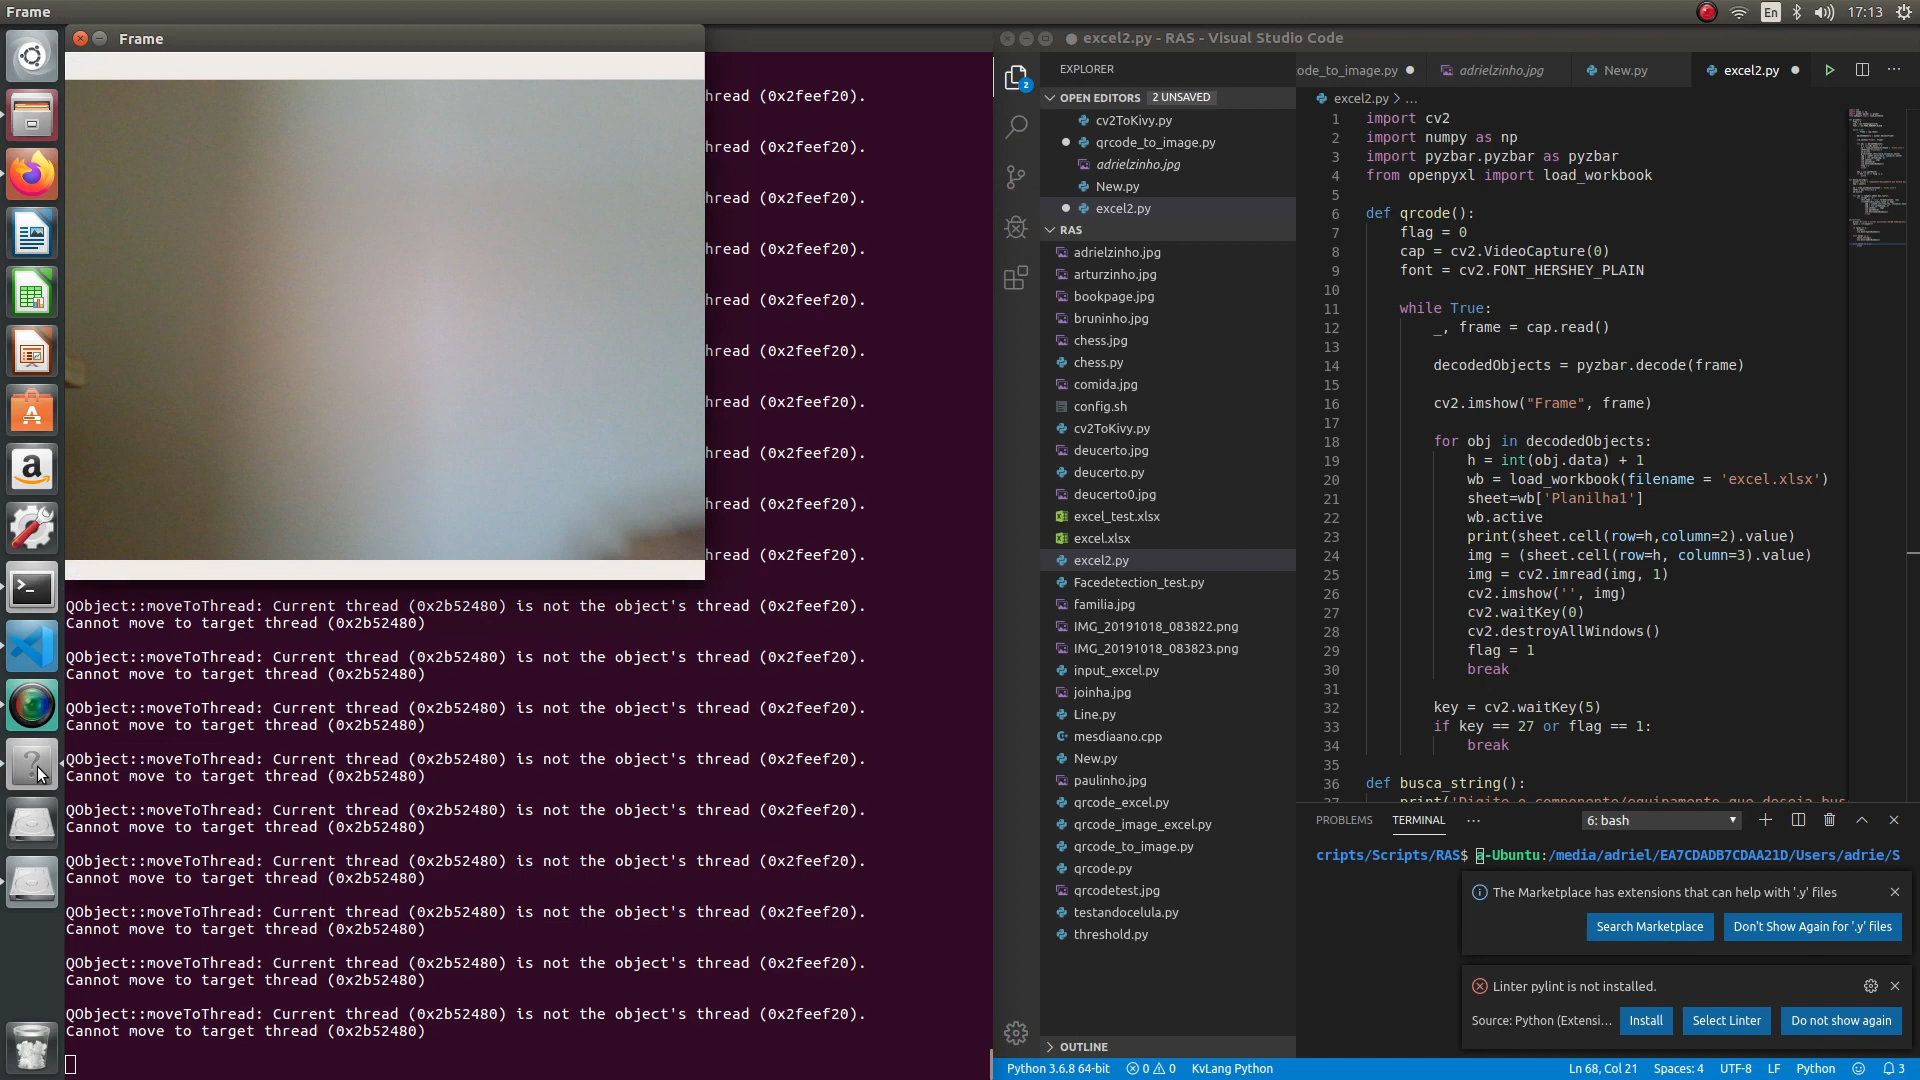 Frame
En
17:13
Frame
hread (0x2feef20).
hread (0x2feef20).
hread (0x2feef20).
hread (0x2feef20).
hread (0x2feef20).
hread (0x2feef20).
hread (0x2feef20).
hread (0x2feef20).
hread (0x2feef20).
hread (0x2feef20).
QObject::moveToThread: Current thread (0x2b52480) is not the object's thread (0x2feef20).
Cannot move to target thread (0x2b52480)
QObject::moveToThread: Current thread (0x2b52480) is not the object's thread (0x2feef20).
Cannot move to target thread (0x2b52480)
QObject::moveToThread: Current thread (0x2b52480) is not the object's thread (0x2feef20).
Cannot move to target thread (0x2b52480)
QObject::moveToThread: Current thread (0x2b52480) is not the object's thread (0x2feef20).
Cannot move to target thread (0x2b52480)
QObject::moveToThread: Current thread (0x2b52480) is not the object's thread (0x2feef20).
Cannot move to target thread (0x2b52480)
QObject::moveToThread: Current thread (0x2b52480) is not the object's thread (0x2feef20).
Cannot move to target thread (0x2b52480)
QObject::moveToThread: Current thread (0x2b52480) is not the object's thread (0x2feef20).
Cannot move to target thread (0x2b52480)
QObject::moveToThread: Current thread (0x2b52480) is not the object's thread (0x2feef20).
Cannot move to target thread (0x2b52480)
QObject::moveToThread: Current thread (0x2b52480) is not the object's thread (0x2feef20).
Cannot move to target thread (0x2b52480)
excel2.py - RAS - Visual Studio Code
EXPLORER
OPEN EDITORS 2 UNSAVED
cv2ToKivy.py
qrcode_to_image.py
adrielzinho.jpg
New.py
excel2.py
RAS
adrielzinho.jpg
arturzinho.jpg
bookpage.jpg
bruninho.jpg
chess.jpg
chess.py
comida.jpg
config.sh
cv2ToKivy.py
deucerto.jpg
deucerto.py
deucerto0.jpg
excel_test.xlsx
excel.xlsx
excel2.py
Facedetection_test.py
familia.jpg
IMG_20191018_083822.png
IMG_20191018_083823.png
input_excel.py
joinha.jpg
Line.py
mesdiaano.cpp
New.py
paulinho.jpg
qrcode_excel.py
qrcode_image_excel.py
qrcode_to_image.py
qrcode.py
qrcodetest.jpg
testandocelula.py
threshold.py
OUTLINE
ode_to_image.py adrielzinho.jpg New.py excel2.py
excel2.py > ...
1 import cv2
2 import numpy as np
3 import pyzbar.pyzbar as pyzbar
4 from openpyxl import load_workbook
5
6 def qrcode():
7 flag = 0
8 cap = cv2.VideoCapture(0)
9 font = cv2.FONT_HERSHEY_PLAIN
10
11 while True:
12 _, frame = cap.read()
13
14 decodedObjects = pyzbar.decode(frame)
15
16 cv2.imshow("Frame", frame)
17
18 for obj in decodedObjects:
19 h = int(obj.data) + 1
20 wb = load_workbook(filename = 'excel.xlsx')
21 sheet=wb['Planilha1']
22 wb.active
23 print(sheet.cell(row=h,column=2).value)
24 img = (sheet.cell(row=h, column=3).value)
25 img = cv2.imread(img, 1)
26 cv2.imshow('', img)
27 cv2.waitKey(0)
28 cv2.destroyAllWindows()
29 flag = 1
30 break
31
32 key = cv2.waitKey(5)
33 if key == 27 or flag == 1:
34 break
35
36 def busca_string():
37 print('Digite o componente/equipamento que deseja bus
PROBLEMS TERMINAL ... 6: bash
cripts/Scripts/RAS$ a-Ubuntu:/media/adriel/EA7CDADB7CDAA21D/Users/adrie/S
The Marketplace has extensions that can help with '.y' files
Search Marketplace Don't Show Again for '.y' files
Linter pylint is not installed.
Source: Python (Extensi... Install Select Linter Do not show again
Python 3.6.8 64-bit 0 0 KvLang Python Ln 68, Col 21 Spaces: 4 UTF-8 LF Python 3